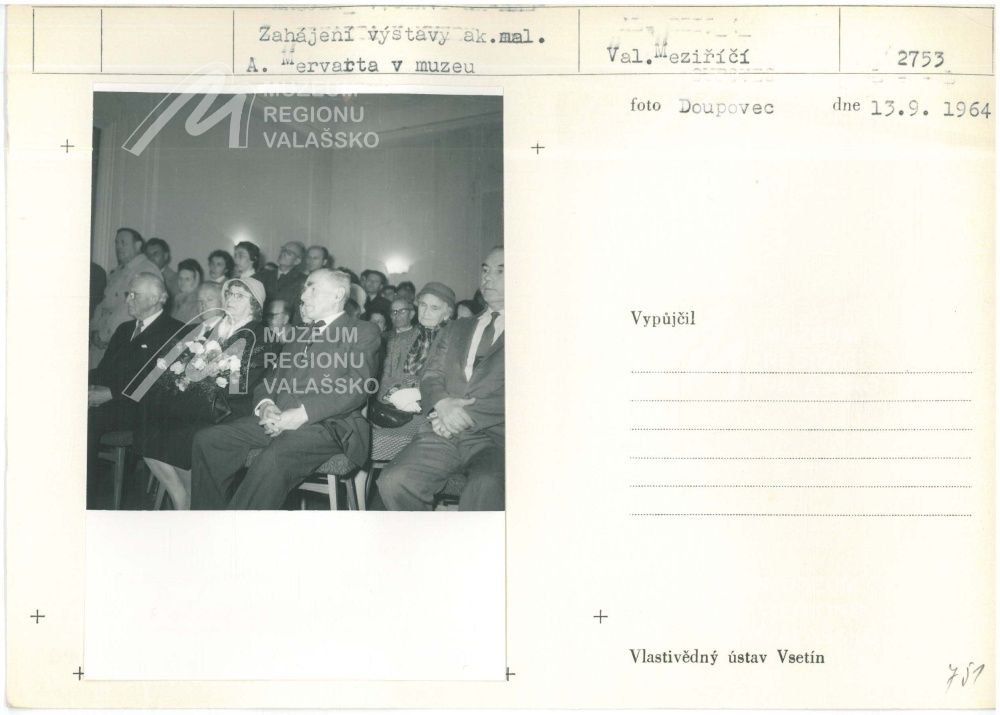 Zahájení výstavy ak.mal.
A. Mervarta v muzeu
Val.Meziříčí
2753
foto Doupovec dne 13.9. 1964
MUZEUM
REGIONU
VALAŠSKO
MUZEUM
REGIONU
VALAŠSKO
Vypůjčil
Vlastivědný ústav Vsetín
751